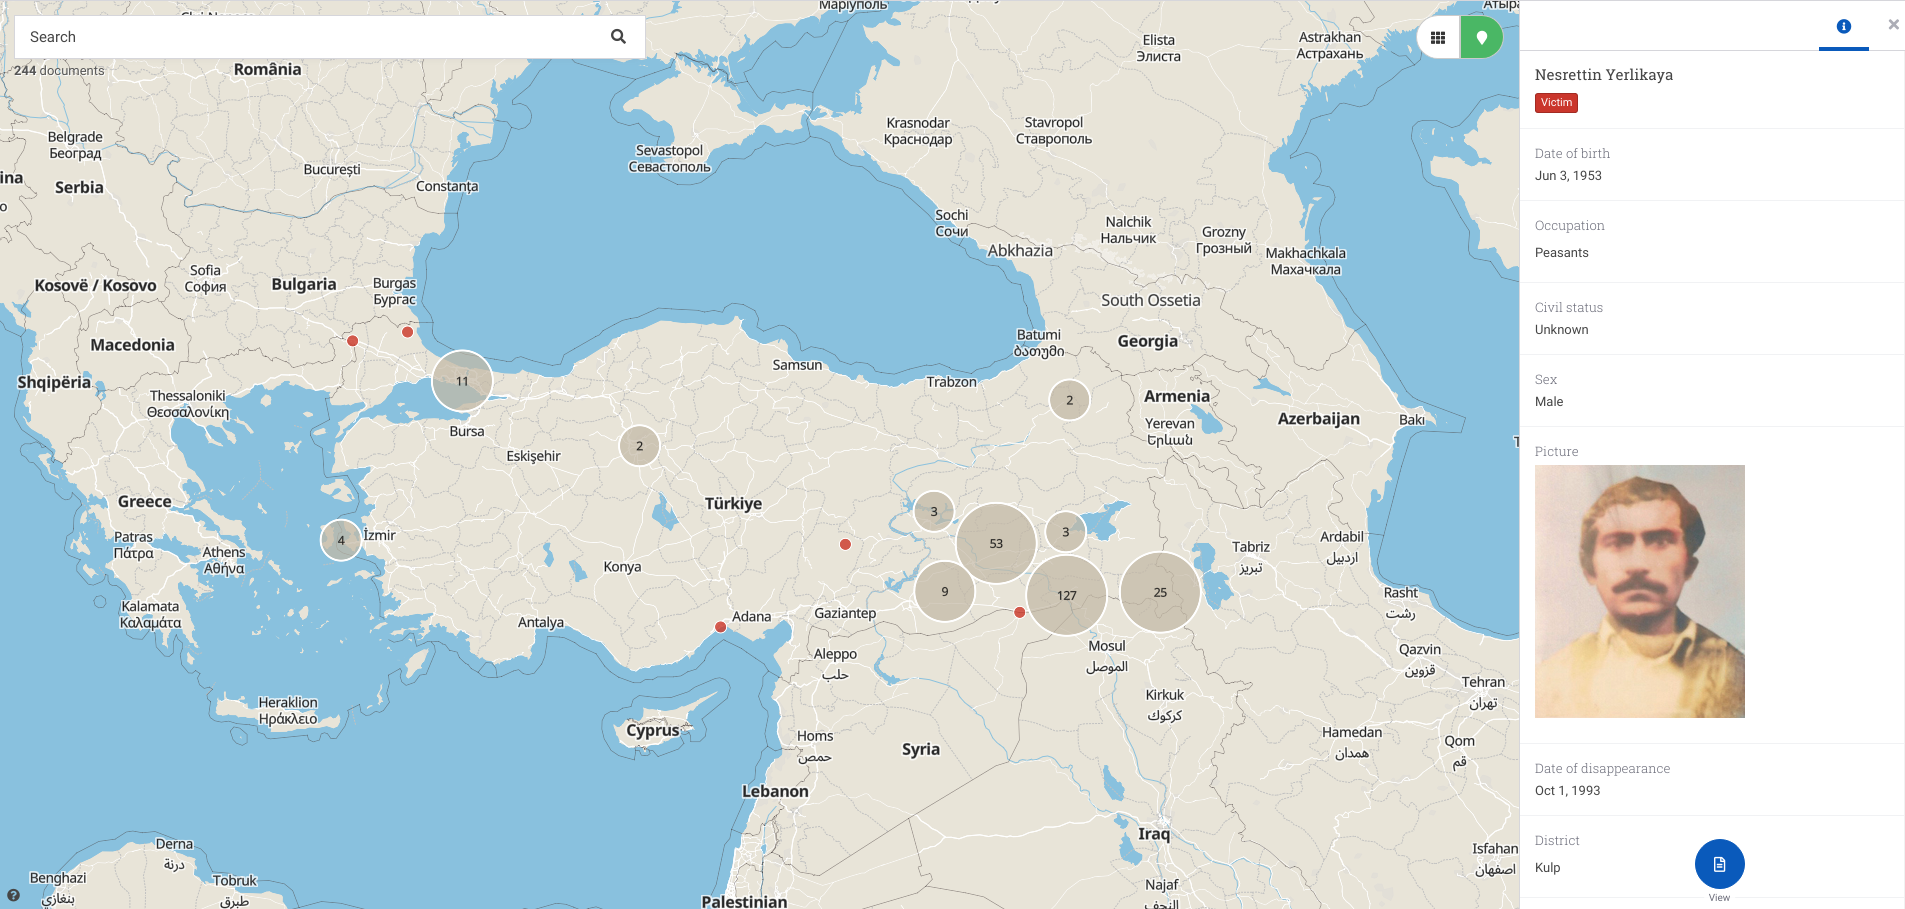 Search
244 documents
Мариуполь
România
Elista
Элиста
Astrakhan
Астрахань
Belgrade
Београд
Serbia
București
Constanța
Sevastopol
Севастополь
Krasnodar
Краснодар
Stavropol
Ставрополь
Sochi
Сочи
Abkhazia
Nalchik
Нальчик
Grozny
Грозный
Makhachkala
Махачкала
Kosovë / Kosovo
Sofia
София
Bulgaria
Burgas
Бургас
South Ossetia
Macedonia
Batumi
ბათუმი
Georgia
Shqipëria
Thessaloniki
Θεσσαλονίκη
11
Samsun
Trabzon
2
Armenia
Yerevan
Երևան
Azerbaijan
Bakı
Bursa
2
Eskişehir
Greece
Türkiye
3
53
3
Patras
Πάτρα
Athens
Αθήνα
4
İzmir
Konya
9
127
25
Tabriz
تبریز
Ardabil
اردبیل
Kalamata
Καλαμάτα
Antalya
Adana
Gaziantep
Rasht
رشت
Aleppo
حلب
Mosul
الموصل
Qazvin
قزوین
Tehran
تهران
Heraklion
Ηράκλειο
Cyprus
Kirkuk
كركوك
Homs
حمص
Syria
Hamedan
همدان
Qom
قم
Lebanon
Iraq
Derna
درنة
Isfahan
اصفهان
Benghazi
بنغازي
Tobruk
طبرق
Najaf
النجف
Palestinian
Nesrettin Yerlikaya
Victim
Date of birth
Jun 3, 1953
Occupation
Peasants
Civil status
Unknown
Sex
Male
Picture
Date of disappearance
Oct 1, 1993
District
Kulp
View